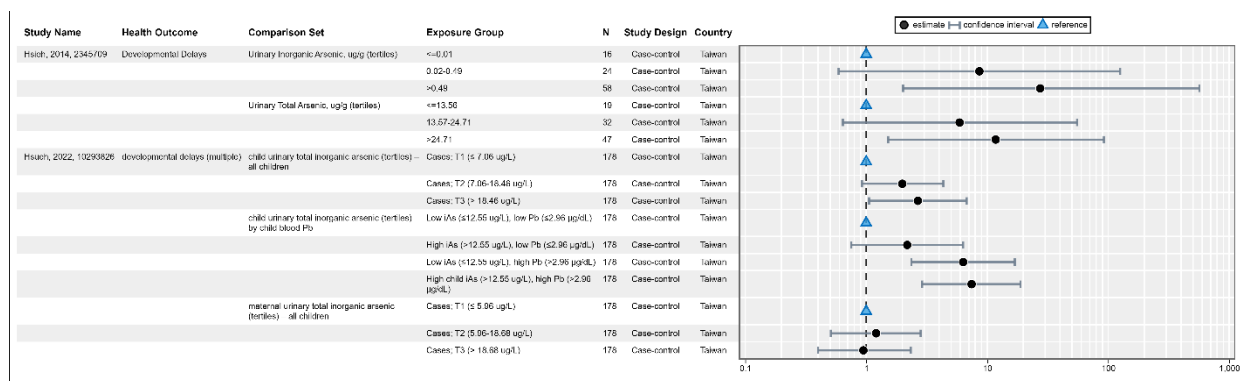 estimate confidence interval reference
Study Name Health Outcome Comparison Set Exposure Group N Study Design Country
Hsieh, 2014, 2345709 Developmental Delays Urinary Inorganic Arsenic, ug/g (tertiles) <=0.01 16 Case-control Taiwan
0.02-0.49 24 Case-control Taiwan
>0.49 58 Case-control Taiwan
Urinary Total Arsenic, ug/g (tertiles) <=13.56 19 Case-control Taiwan
13.57-24.71 32 Case-control Taiwan
>24.71 47 Case-control Taiwan
Hsueh, 2022, 10293826 developmental delays (multiple) child urinary total inorganic arsenic (tertiles) – Cases; T1 (≤ 7.06 ug/L) 178 Case-control Taiwan
all children
Cases; T2 (7.06-18.46 ug/L) 178 Case-control Taiwan
Cases; T3 (> 18.46 ug/L) 178 Case-control Taiwan
child urinary total inorganic arsenic (tertiles) Low iAs (≤12.55 ug/L), low Pb (≤2.96 µg/dL) 178 Case-control Taiwan
by child blood Pb
High iAs (>12.55 ug/L), low Pb (≤2.96 µg/dL) 178 Case-control Taiwan
Low iAs (≤12.55 ug/L), high Pb (>2.96 µg/dL) 178 Case-control Taiwan
High child iAs (>12.55 ug/L), high Pb (>2.96 178 Case-control Taiwan
µg/dL)
maternal urinary total inorganic arsenic Cases; T1 (≤ 5.96 ug/L) 178 Case-control Taiwan
(tertiles) all children
Cases; T2 (5.96-18.68 ug/L) 178 Case-control Taiwan
Cases; T3 (> 18.68 ug/L) 178 Case-control Taiwan
0.1 1 10 100 1,000